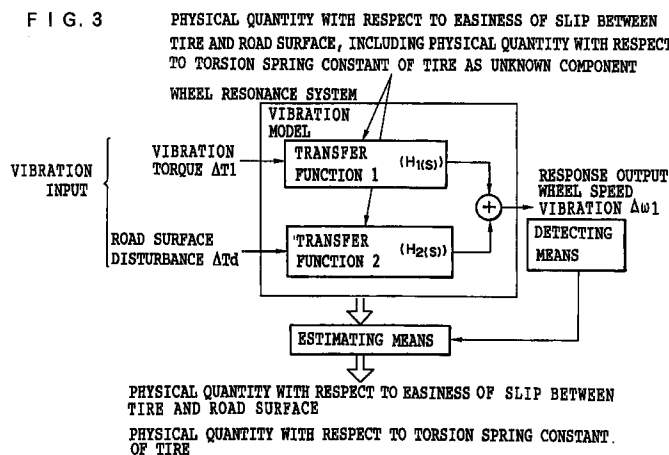 FIG.3
PHYSICAL QUANTITY WITH RESPECT TO EASINESS OF SLIP BETWEEN
TIRE AND ROAD SURFACE, INCLUDING PHYSICAL QUANTITY WITH RESPECT
TO TORSION SPRING CONSTANT OF TIRE AS UNKNOWN COMPONENT
WHEEL RESONANCE SYSTEM
VIBRATION
MODEL
VIBRATION
INPUT
VIBRATION
TORQUE ΔT1
TRANSFER
FUNCTION 1
(H1(S))
ROAD SURFACE
DISTURBANCE ΔTd
TRANSFER
FUNCTION 2
(H2(S))
+
RESPONSE OUTPUT
WHEEL SPEED
VIBRATION Δω1
DETECTING
MEANS
ESTIMATING MEANS
PHYSICAL QUANTITY WITH RESPECT TO EASINESS OF SLIP BETWEEN
TIRE AND ROAD SURFACE
PHYSICAL QUANTITY WITH RESPECT TO TORSION SPRING CONSTANT.
OF TIRE